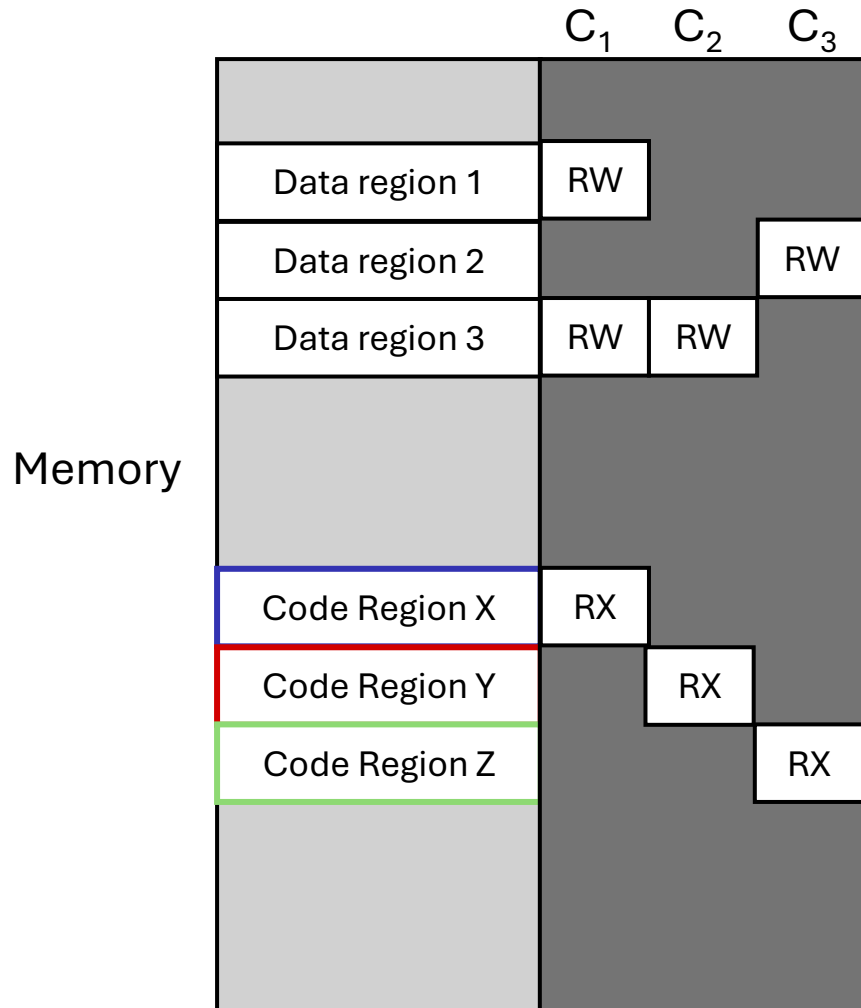 C₁ C₂ C₃
Data region 1 RW
Data region 2 RW
Data region 3 RW RW
Memory
Code Region X RX
Code Region Y RX
Code Region Z RX